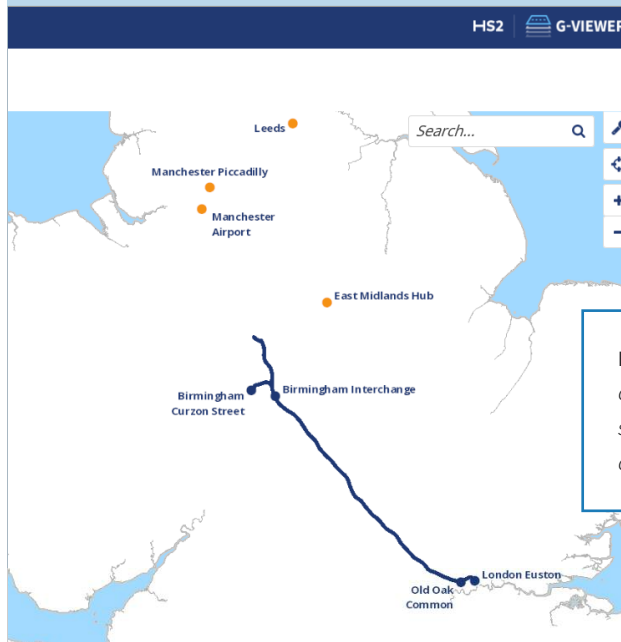 HS2 G-VIEWER
Search...
Leeds
Manchester Piccadilly
Manchester
Airport
East Midlands Hub
Birmingham Interchange
Birmingham
Curzon Street
London Euston
Old Oak
Common